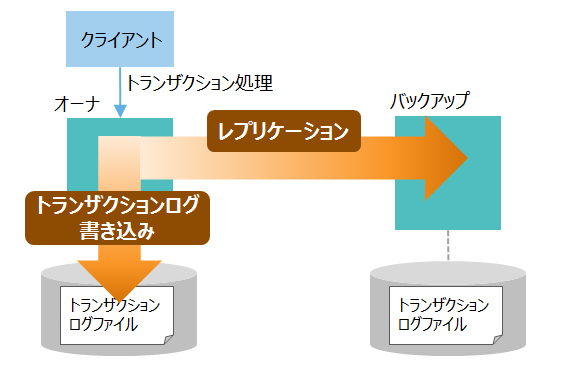 クライアント
トランザクション処理
オーナ
バックアップ
レプリケーション
トランザクションログ
書き込み
トランザクション
ログファイル
トランザクション
ログファイル